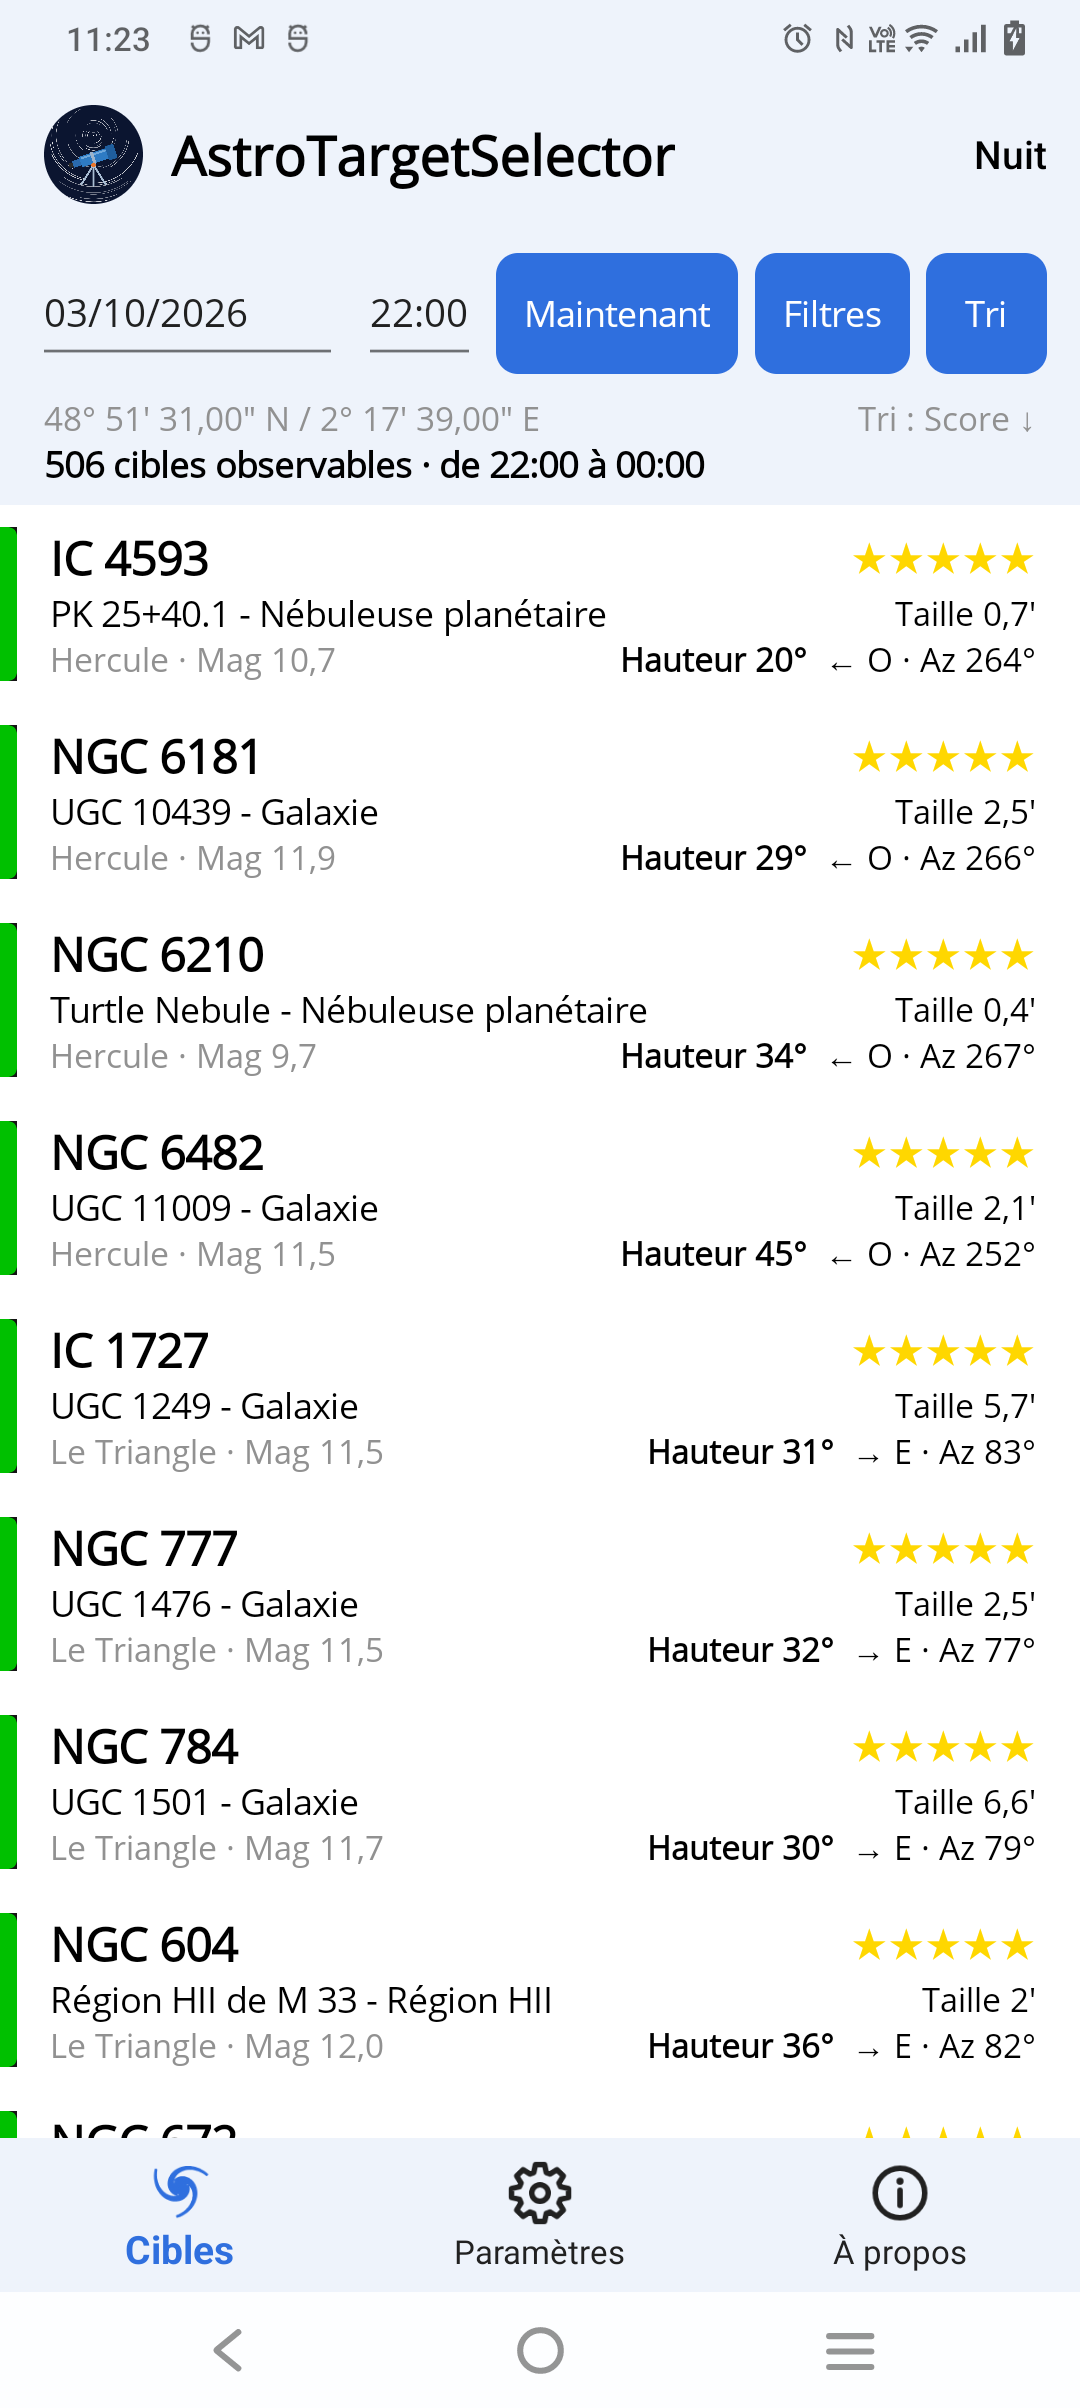 11:23
AstroTargetSelector
Nuit
03/10/2026 22:00 Maintenant Filtres Tri
48° 51' 31,00" N / 2° 17' 39,00" E Tri : Score ↓
506 cibles observables · de 22:00 à 00:00
IC 4593 ★★★★★
PK 25+40.1 - Nébuleuse planétaire Taille 0,7'
Hercule · Mag 10,7 Hauteur 20° ← O · Az 264°
NGC 6181 ★★★★★
UGC 10439 - Galaxie Taille 2,5'
Hercule · Mag 11,9 Hauteur 29° ← O · Az 266°
NGC 6210 ★★★★★
Turtle Nebule - Nébuleuse planétaire Taille 0,4'
Hercule · Mag 9,7 Hauteur 34° ← O · Az 267°
NGC 6482 ★★★★★
UGC 11009 - Galaxie Taille 2,1'
Hercule · Mag 11,5 Hauteur 45° ← O · Az 252°
IC 1727 ★★★★★
UGC 1249 - Galaxie Taille 5,7'
Le Triangle · Mag 11,5 Hauteur 31° → E · Az 83°
NGC 777 ★★★★★
UGC 1476 - Galaxie Taille 2,5'
Le Triangle · Mag 11,5 Hauteur 32° → E · Az 77°
NGC 784 ★★★★★
UGC 1501 - Galaxie Taille 6,6'
Le Triangle · Mag 11,7 Hauteur 30° → E · Az 79°
NGC 604 ★★★★★
Région HII de M 33 - Région HII Taille 2'
Le Triangle · Mag 12,0 Hauteur 36° → E · Az 82°
NGC 672 ★★★★★
Cibles Paramètres À propos